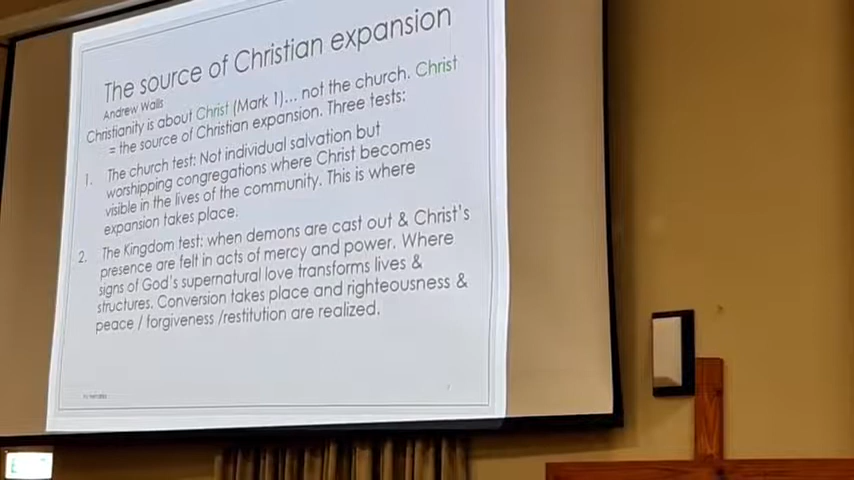 The source of Christian expansion
Andrew Walls
Christianity is about Christ (Mark 1)... not the church. Christ
= the source of Christian expansion. Three tests:
1. The church test: Not individual salvation but
worshipping congregations where Christ becomes
visible in the lives of the community. This is where
expansion takes place.
2. The Kingdom test: when demons are cast out & Christ's
presence are felt in acts of mercy and power. Where
signs of God's supernatural love transforms lives &
structures. Conversion takes place and righteousness &
peace / forgiveness /restitution are realized.